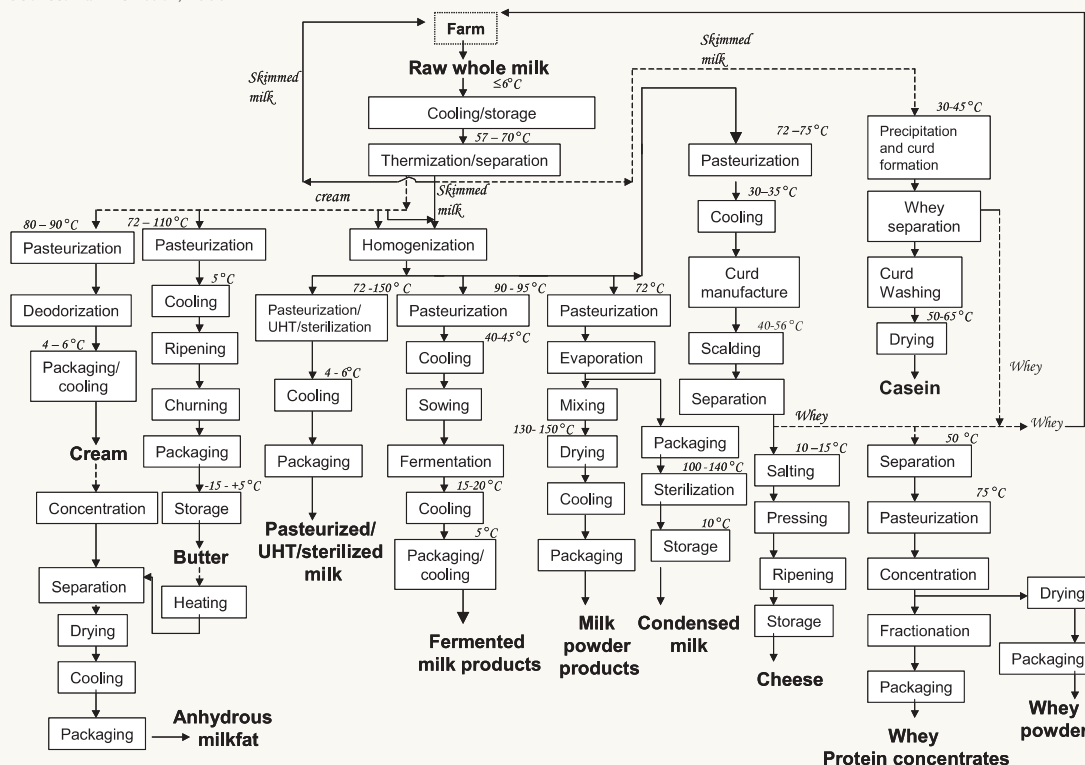 Farm
Raw whole milk
≤6°C
Cooling/storage
57 – 70°C
Thermization/separation
Skimmed
milk
Skimmed
milk
Skimmed
milk
cream
Homogenization
80 – 90°C
Pasteurization
Deodorization
4 – 6°C
Packaging/
cooling
Cream
Concentration
Separation
Drying
Cooling
Packaging
Anhydrous
milkfat
72 – 110°C
Pasteurization
5°C
Cooling
Ripening
Churning
Packaging
-15 - +5°C
Storage
Butter
Heating
72 -150°C
Pasteurization/
UHT/sterilization
4 - 6°C
Cooling
Packaging
Pasteurized/
UHT/sterilized
milk
90 - 95°C
Pasteurization
40-45°C
Cooling
Sowing
Fermentation
15-20°C
Cooling
5°C
Packaging/
cooling
Fermented
milk products
72°C
Pasteurization
Evaporation
Mixing
130- 150°C
Drying
Cooling
Packaging
Milk
powder
products
Packaging
100 -140°C
Sterilization
10°C
Storage
Condensed
milk
72 –75°C
Pasteurization
30–35°C
Cooling
Curd
manufacture
40-56°C
Scalding
Separation
Whey
10 –15°C
Salting
Pressing
Ripening
Storage
Cheese
30-45°C
Precipitation
and curd
formation
Whey
separation
Curd
Washing
50-65°C
Drying
Casein
Whey
Whey
50 °C
Separation
75°C
Pasteurization
Concentration
Fractionation
Packaging
Whey
Protein concentrates
Drying
Packaging
Whey
powder